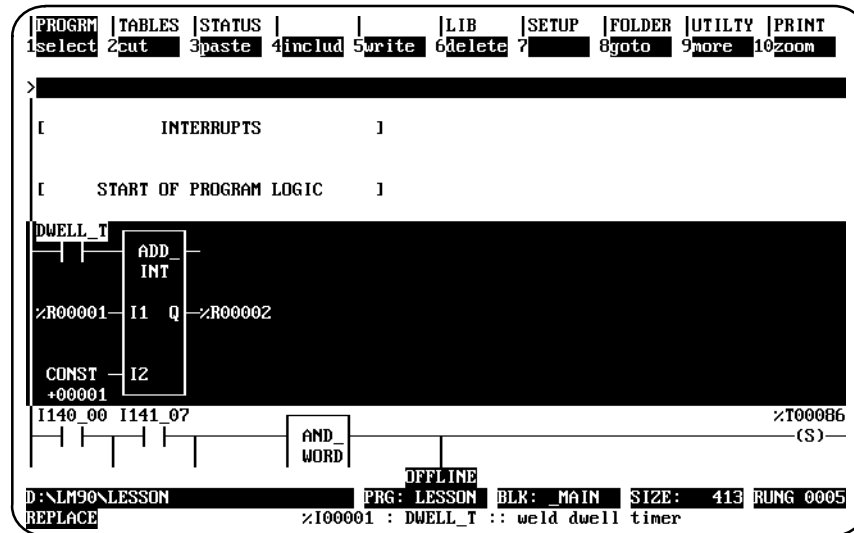 |PROGRM |TABLES |STATUS | | |LIB |SETUP |FOLDER |UTILTY |PRINT
1select 2cut 3paste 4includ 5write 6delete 7 8goto 9more 10zoom
>
[ INTERRUPTS ]
[ START OF PROGRAM LOGIC ]
DWELL_T
ADD_
INT
%R00001 I1 Q %R00002
CONST I2
+00001
I140_00 I141_07 %T00086
AND_ (S)
WORD
OFFLINE
D:\LM90\LESSON PRG: LESSON BLK: _MAIN SIZE: 413 RUNG 0005
REPLACE %I00001 : DWELL_T :: weld dwell timer